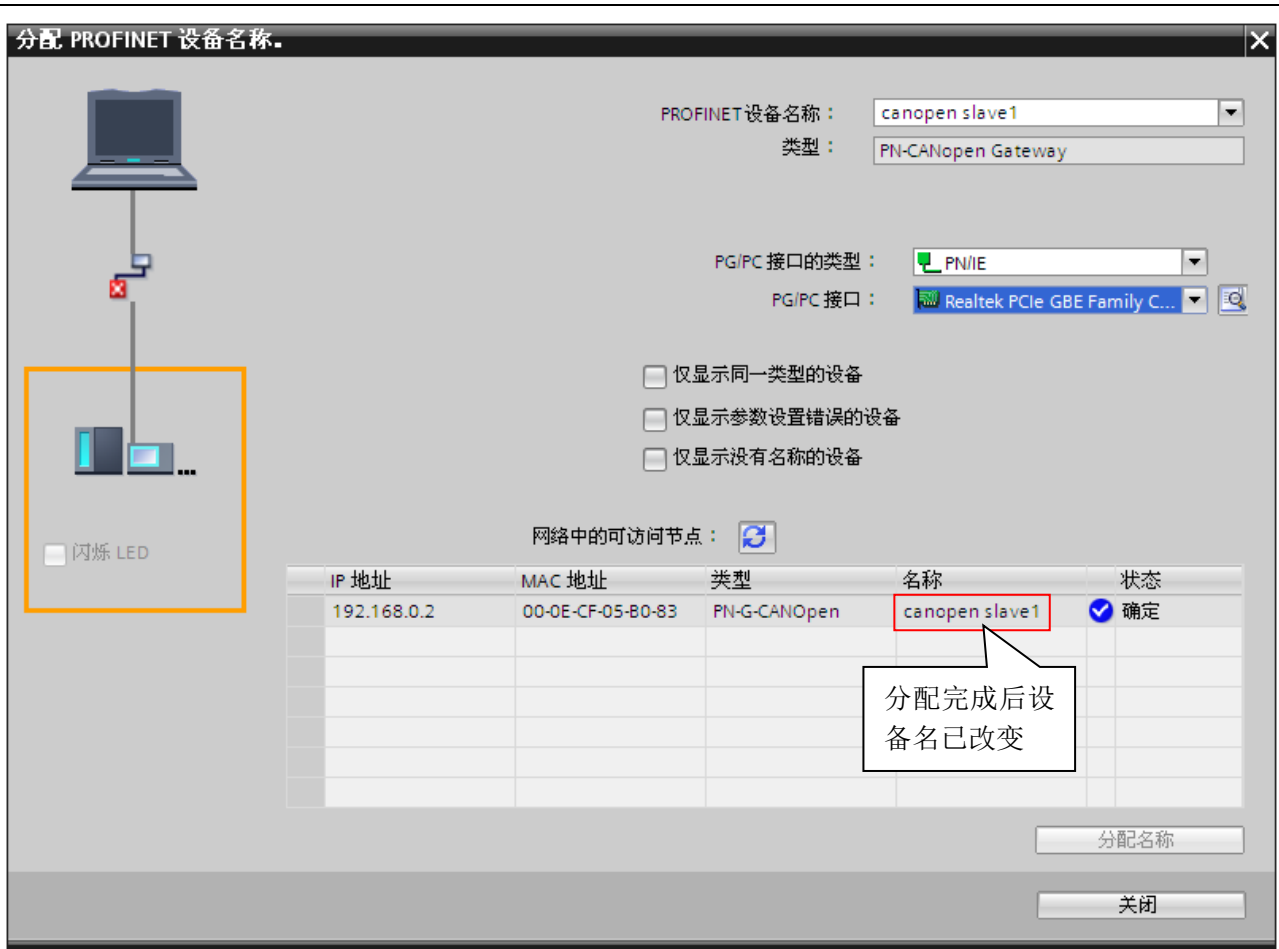 分配 PROFINET 设备名称.
PROFINET设备名称： canopen slave1
类型： PN-CANopen Gateway
PG/PC 接口的类型： PN/IE
PG/PC 接口： Realtek PCIe GBE Family C...
仅显示同一类型的设备
仅显示参数设置错误的设备
仅显示没有名称的设备
网络中的可访问节点：
闪烁 LED
IP 地址 MAC 地址 类型 名称 状态
192.168.0.2 00-0E-CF-05-B0-83 PN-G-CANOpen canopen slave1 确定
分配完成后设
备名已改变
分配名称
关闭